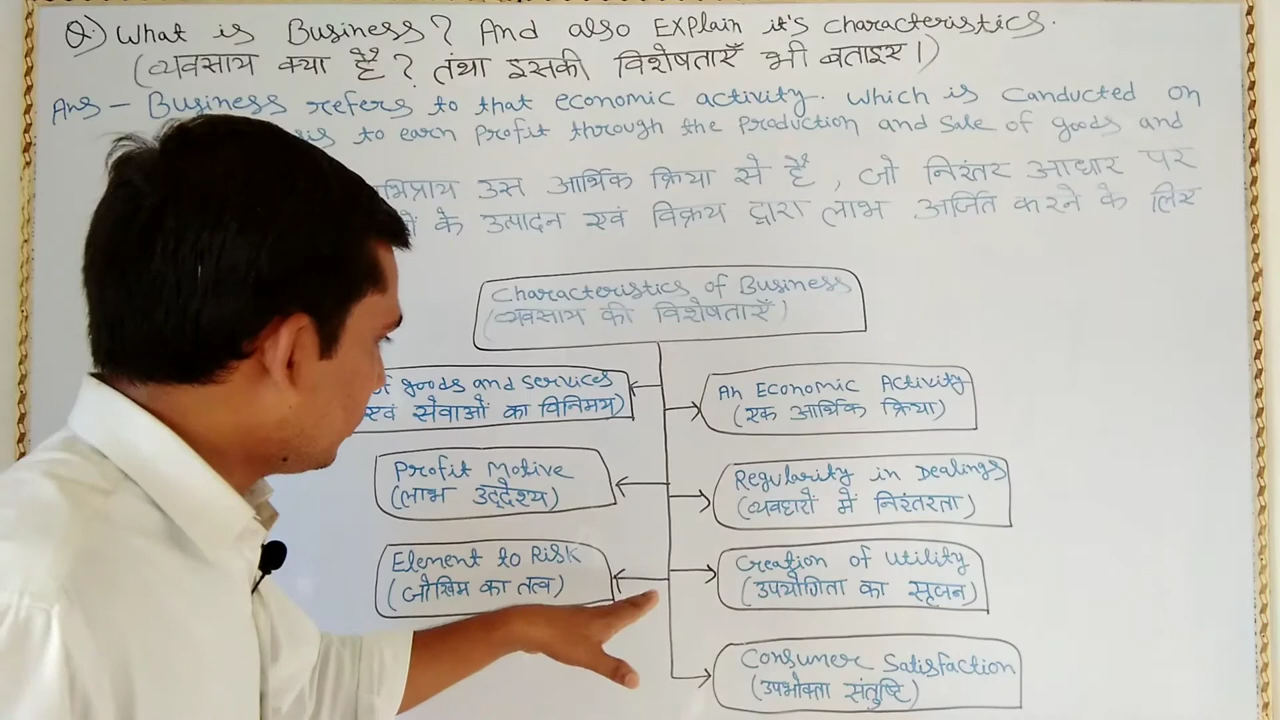 Q.) What is Business? And also Explain it's characteristics.
(व्यवसाय क्या है? तथा इसकी विशेषताएँ भी बताइए।)
Ans - Business refers to that economic activity. Which is Canducted on
to earn Profit through the Production and Sale of goods and
उस आर्थिक क्रिया से है, जो निरंतर आधार पर
के उत्पादन एवं विक्रय द्वारा लाभ अर्जित करने के लिए
Characteristics of Business
(व्यवसाय की विशेषताएँ)
goods and services
एवं सेवाओं का विनिमय)
An Economic Activity
(एक आर्थिक क्रिया)
Profit Motive
(लाभ उद्देश्य)
Regularity in Dealings
(व्यवहारों में निरंतरता)
Element to Risk
(जोखिम का तत्व)
Creation of Utility
(उपयोगिता का सृजन)
Consumer Satisfaction
(उपभोक्ता संतुष्टि)